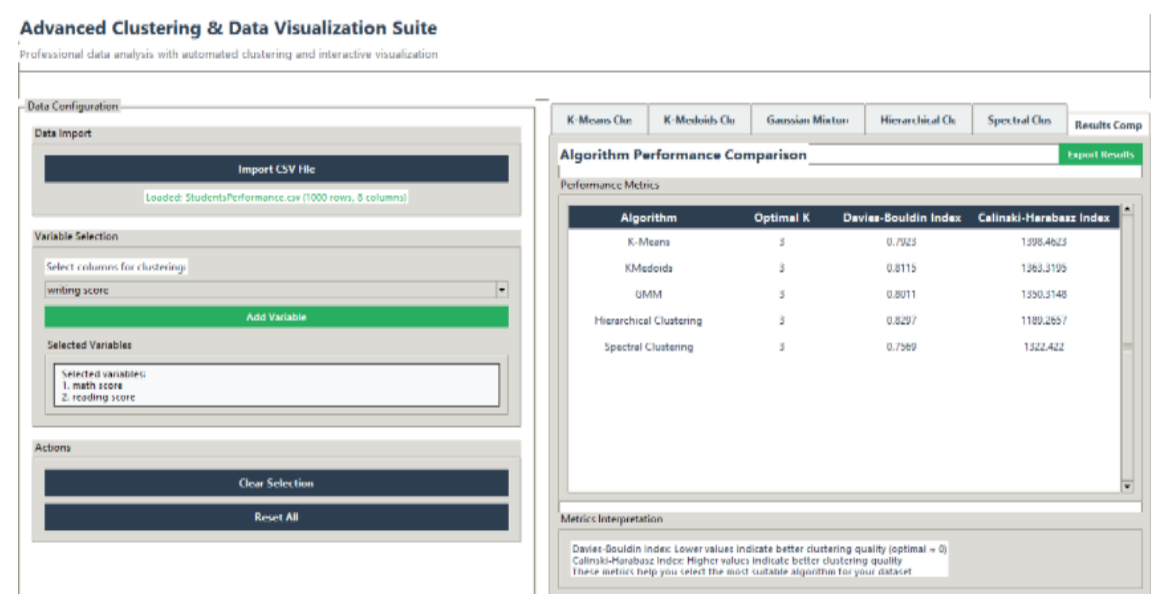 Advanced Clustering & Data Visualization Suite
Professional data analysis with automated clustering and interactive visualization
Data Configuration
Data Import
Import CSV File
Loaded: StudentsPerformance.csv (1000 rows, 8 columns)
Variable Selection
Select columns for clustering:
writing score
Add Variable
Selected Variables
Selected variables:
1. math score
2. reading score
Actions
Clear Selection
Reset All
K-Means Clus K-Medoids Clu Gaussian Mixtur Hierarchical Clu Spectral Clus Results Comp
Algorithm Performance Comparison Export Results
Performance Metrics
Algorithm Optimal K Davies-Bouldin Index Calinski-Harabasz Index
K-Means 3 0.7923 1398.4623
KMedoids 3 0.8115 1363.3195
GMM 3 0.8011 1350.3148
Hierarchical Clustering 3 0.8297 1189.2657
Spectral Clustering 3 0.7569 1322.422
Metrics Interpretation
Davies-Bouldin Index: Lower values indicate better clustering quality (optimal ≈ 0)
Calinski-Harabasz Index: Higher values indicate better clustering quality
These metrics help you select the most suitable algorithm for your dataset